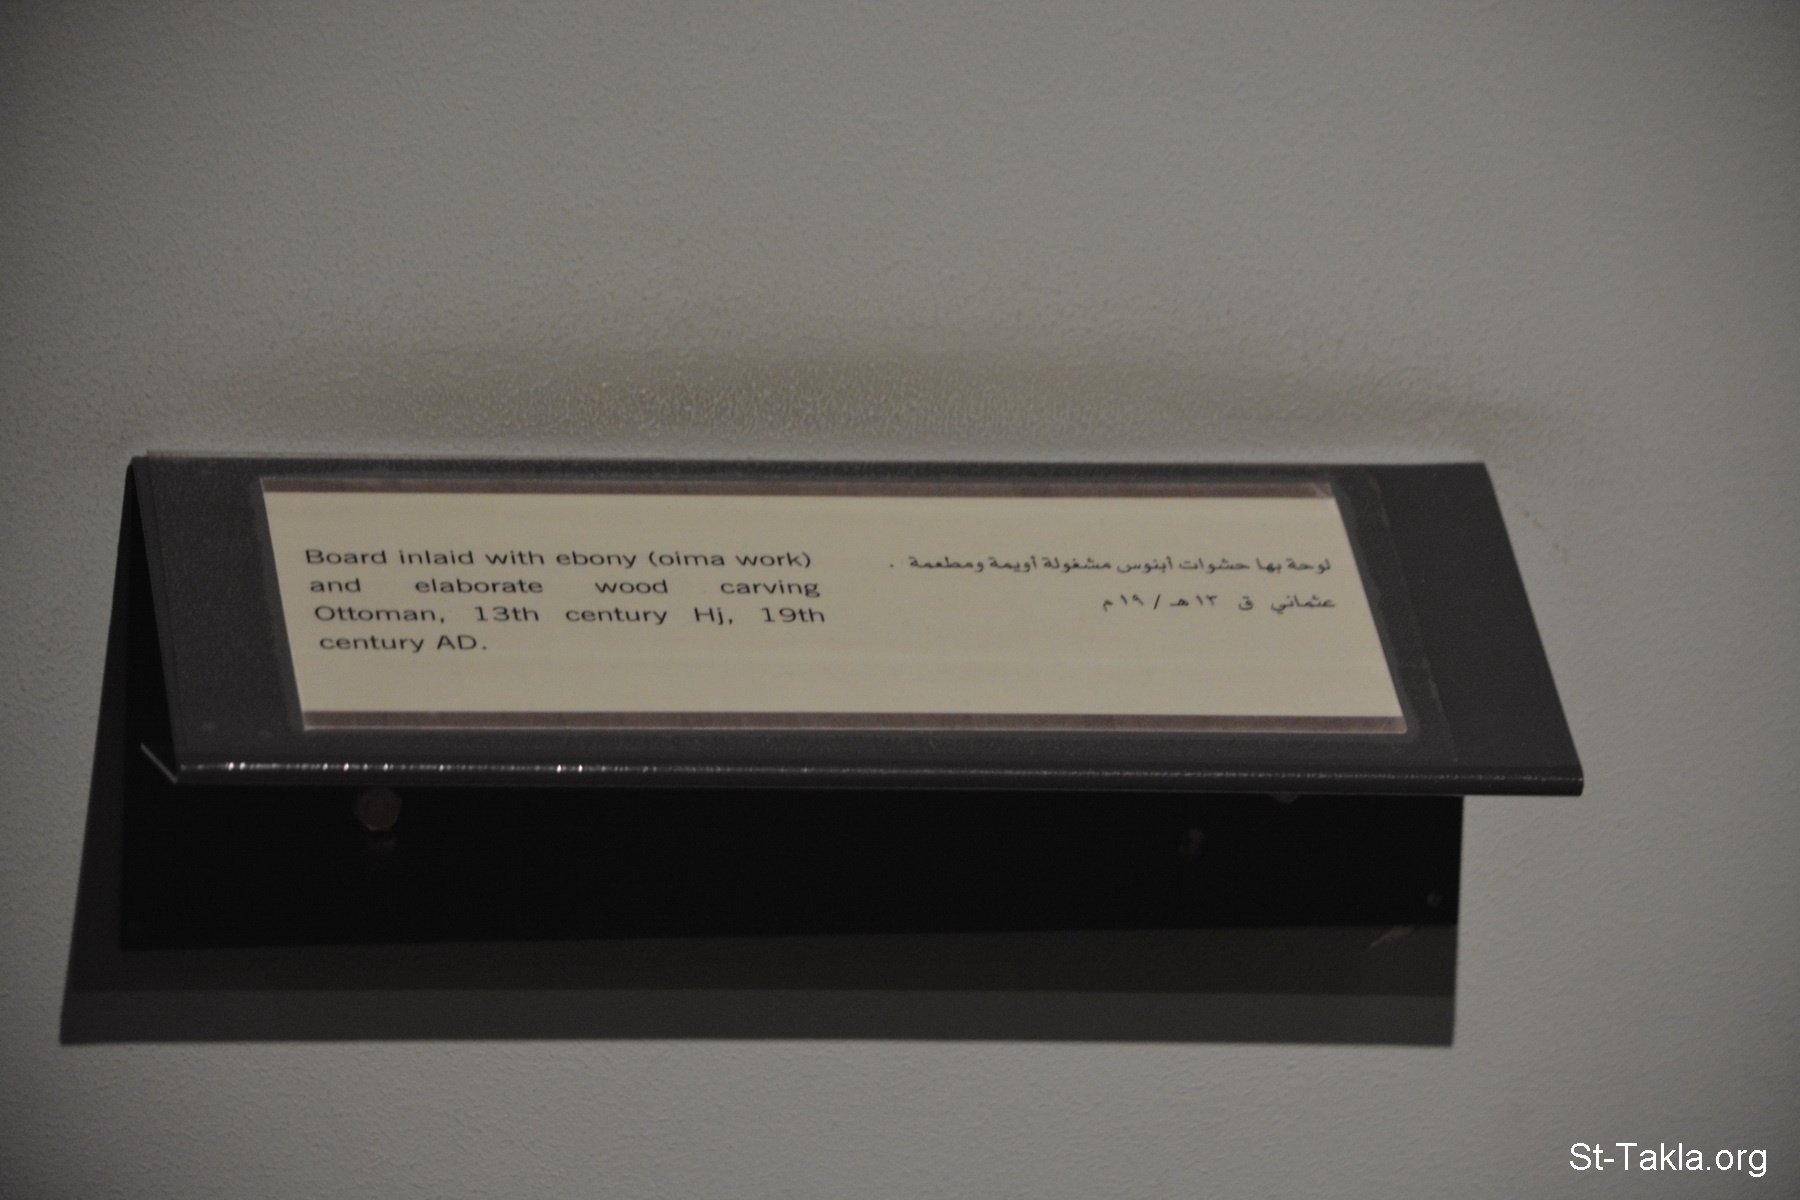 Board inlaid with ebony (oima work)
and elaborate wood carving
Ottoman, 13th century Hj, 19th
century AD.
لوحة بها حشوات أبنوس مشغولة أويمة ومطعمة .
عثماني ق ١٣هـ / ١٩م
St-Takla.org